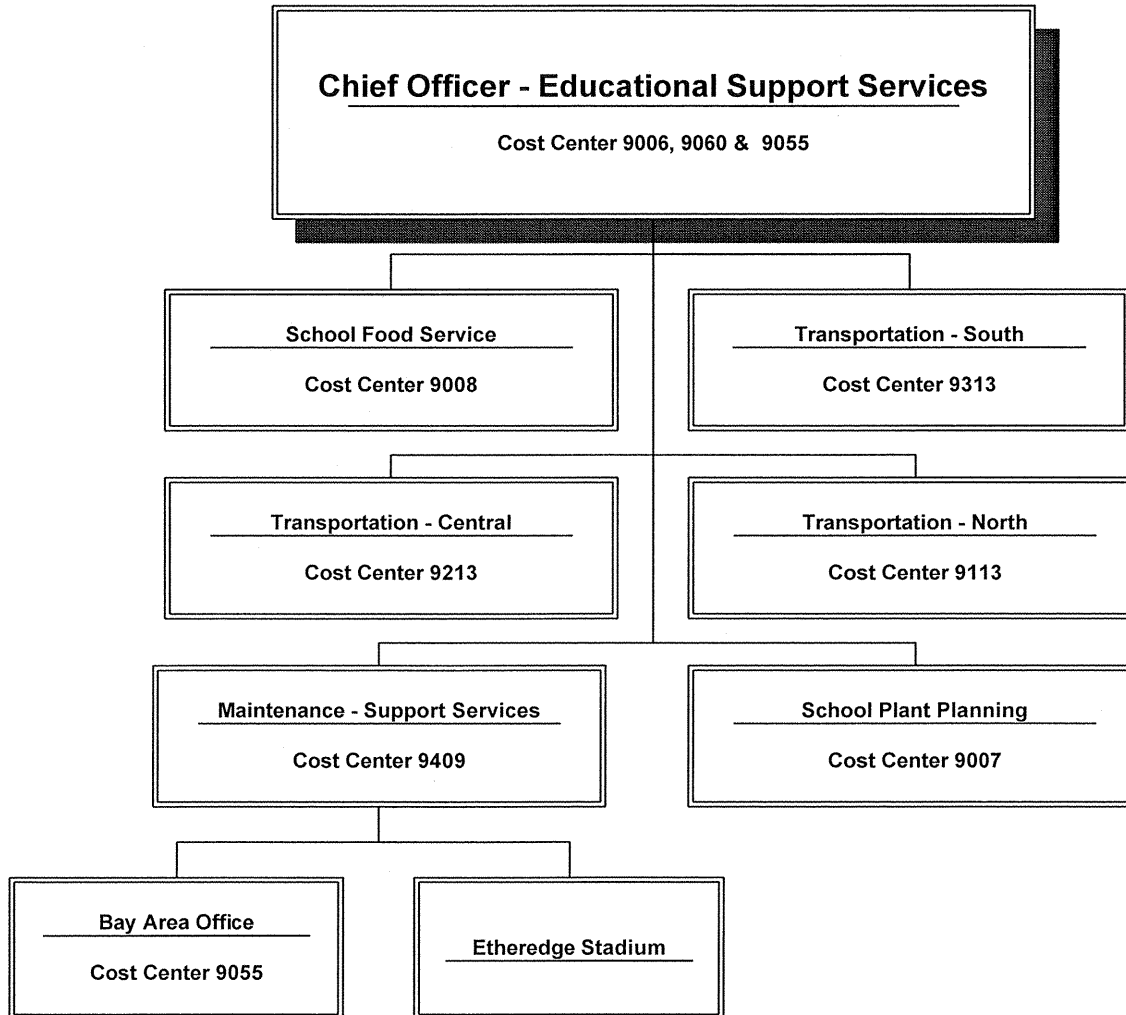 Chief Officer - Educational Support Services
Cost Center 9006, 9060 & 9055
School Food Service
Cost Center 9008
Transportation - South
Cost Center 9313
Transportation - Central
Cost Center 9213
Transportation - North
Cost Center 9113
Maintenance - Support Services
Cost Center 9409
School Plant Planning
Cost Center 9007
Bay Area Office
Cost Center 9055
Etheredge Stadium